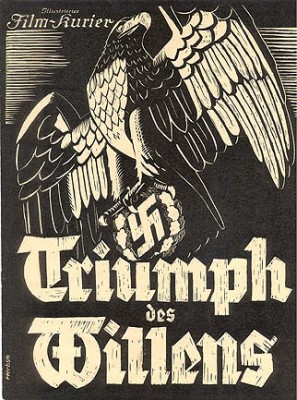 Illustrierter
Film-Kurier
Triumph
des
Willens